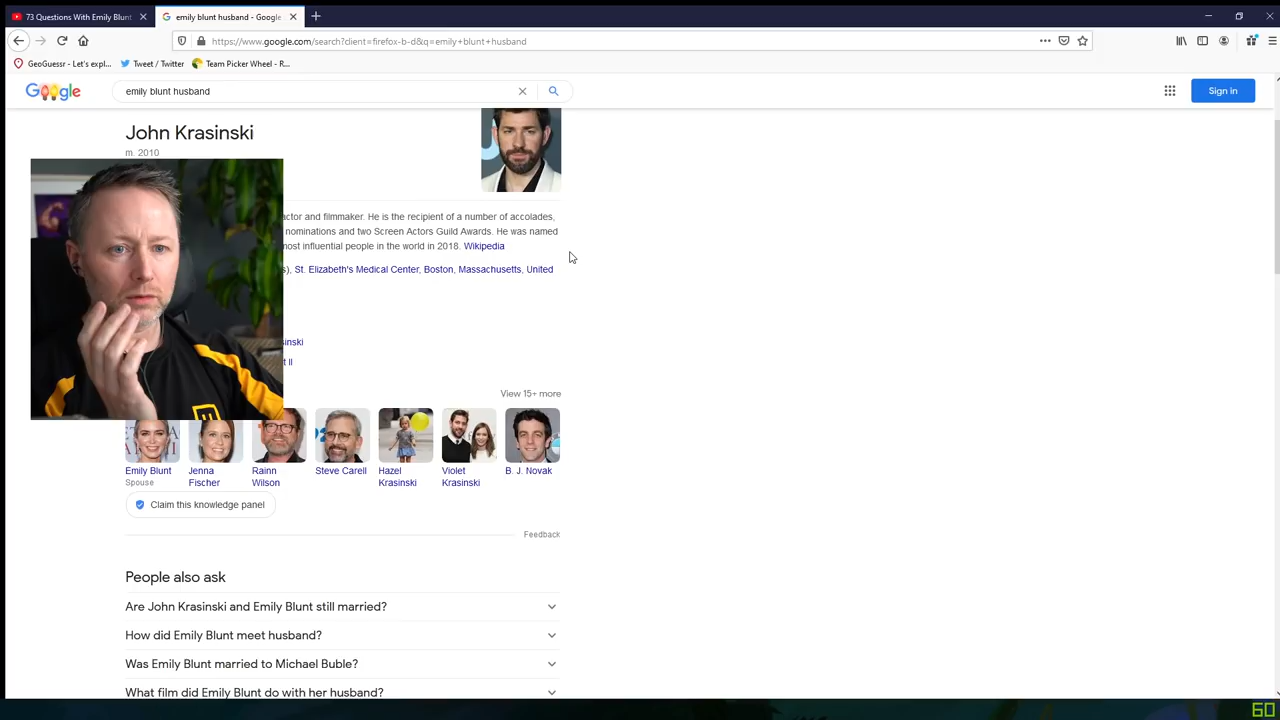 73 Questions With Emily Blunt
emily blunt husband - Google
https://www.google.com/search?client=firefox-b-d&q=emily+blunt+husband
GeoGuessr - Let's expl...
Tweet / Twitter
Team Picker Wheel - R...
Google
emily blunt husband
Sign in
John Krasinski
m. 2010
actor and filmmaker. He is the recipient of a number of accolades,
nominations and two Screen Actors Guild Awards. He was named
most influential people in the world in 2018. Wikipedia
s), St. Elizabeth's Medical Center, Boston, Massachusetts, United
sinski
t II
View 15+ more
Emily Blunt
Spouse
Jenna
Fischer
Rainn
Wilson
Steve Carell
Hazel
Krasinski
Violet
Krasinski
B. J. Novak
Claim this knowledge panel
Feedback
People also ask
Are John Krasinski and Emily Blunt still married?
How did Emily Blunt meet husband?
Was Emily Blunt married to Michael Buble?
What film did Emily Blunt do with her husband?
60